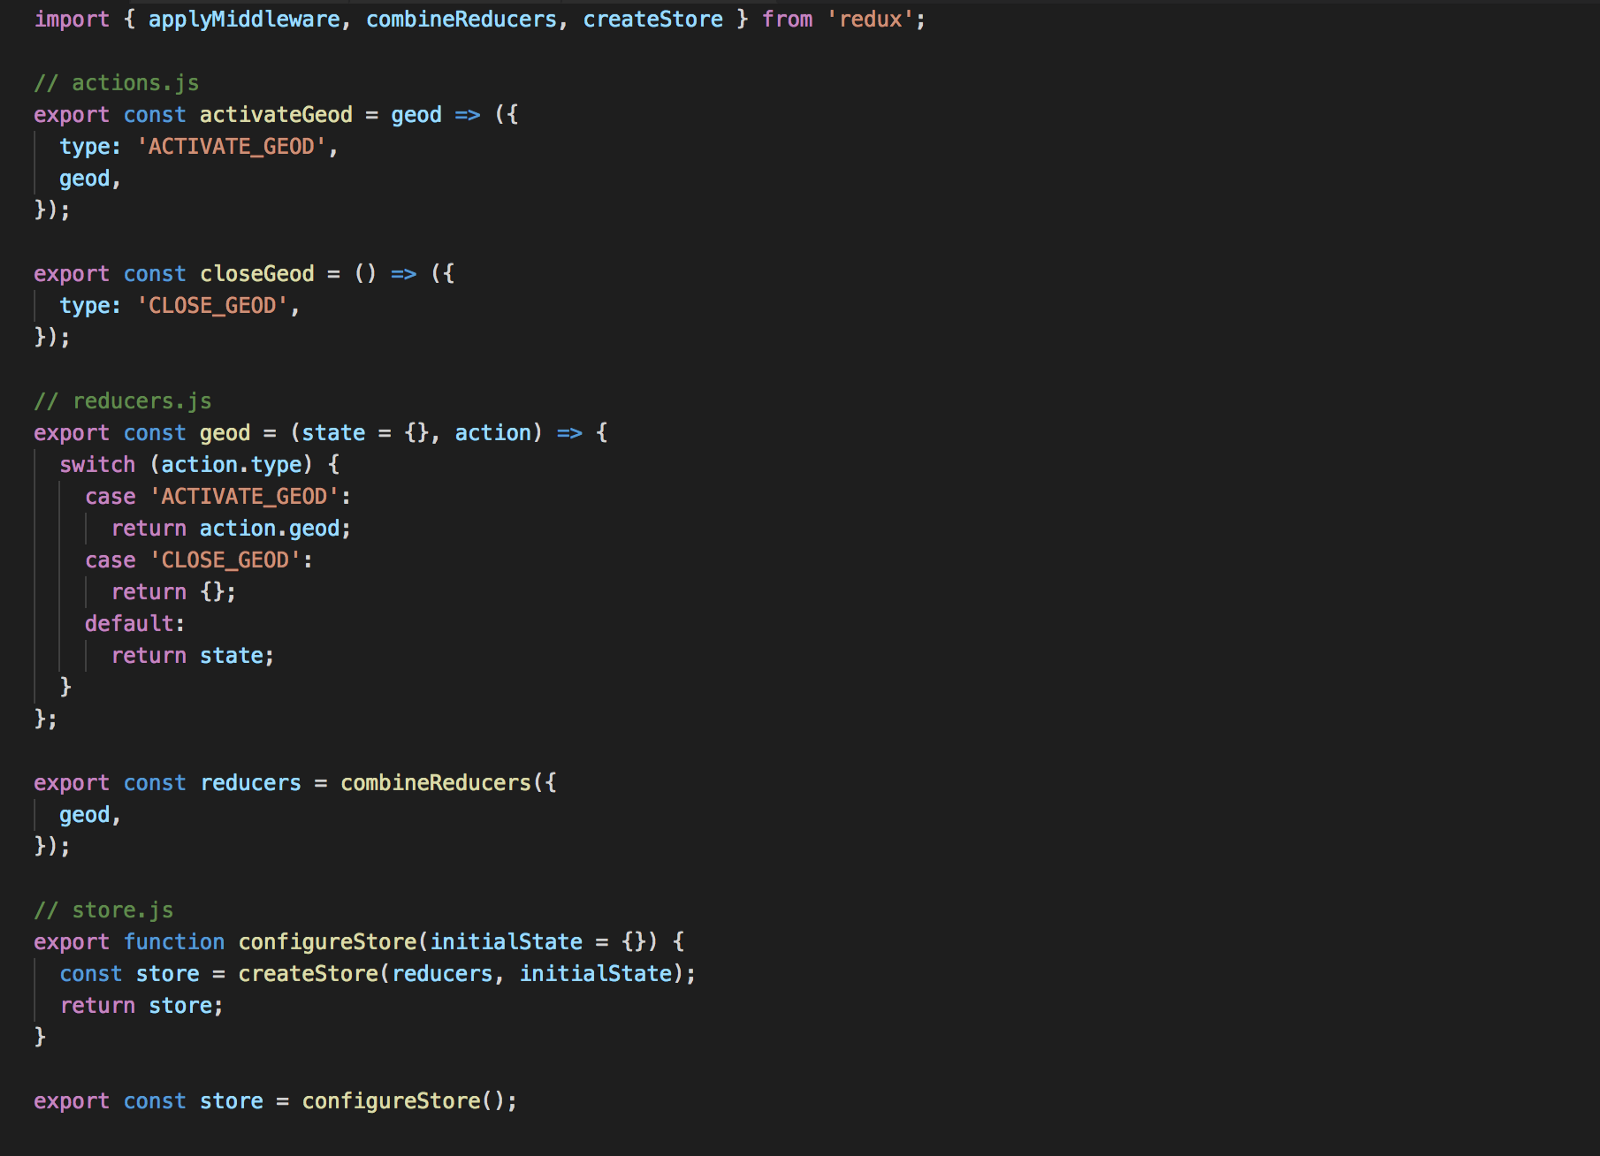 import { applyMiddleware, combineReducers, createStore } from 'redux';

// actions.js
export const activateGeod = geod => ({
  type: 'ACTIVATE_GEOD',
  geod,
});

export const closeGeod = () => ({
  type: 'CLOSE_GEOD',
});

// reducers.js
export const geod = (state = {}, action) => {
  switch (action.type) {
    case 'ACTIVATE_GEOD':
      return action.geod;
    case 'CLOSE_GEOD':
      return {};
    default:
      return state;
  }
};

export const reducers = combineReducers({
  geod,
});

// store.js
export function configureStore(initialState = {}) {
  const store = createStore(reducers, initialState);
  return store;
}

export const store = configureStore();